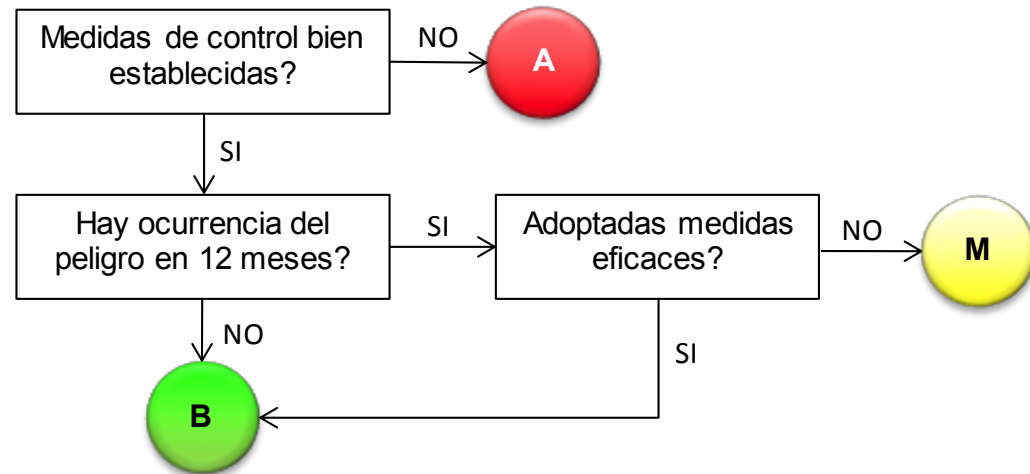 Medidas de control bien
establecidas?
NO
A
SI
Hay ocurrencia del
peligro en 12 meses?
SI
Adoptadas medidas
eficaces?
NO
M
NO
SI
B